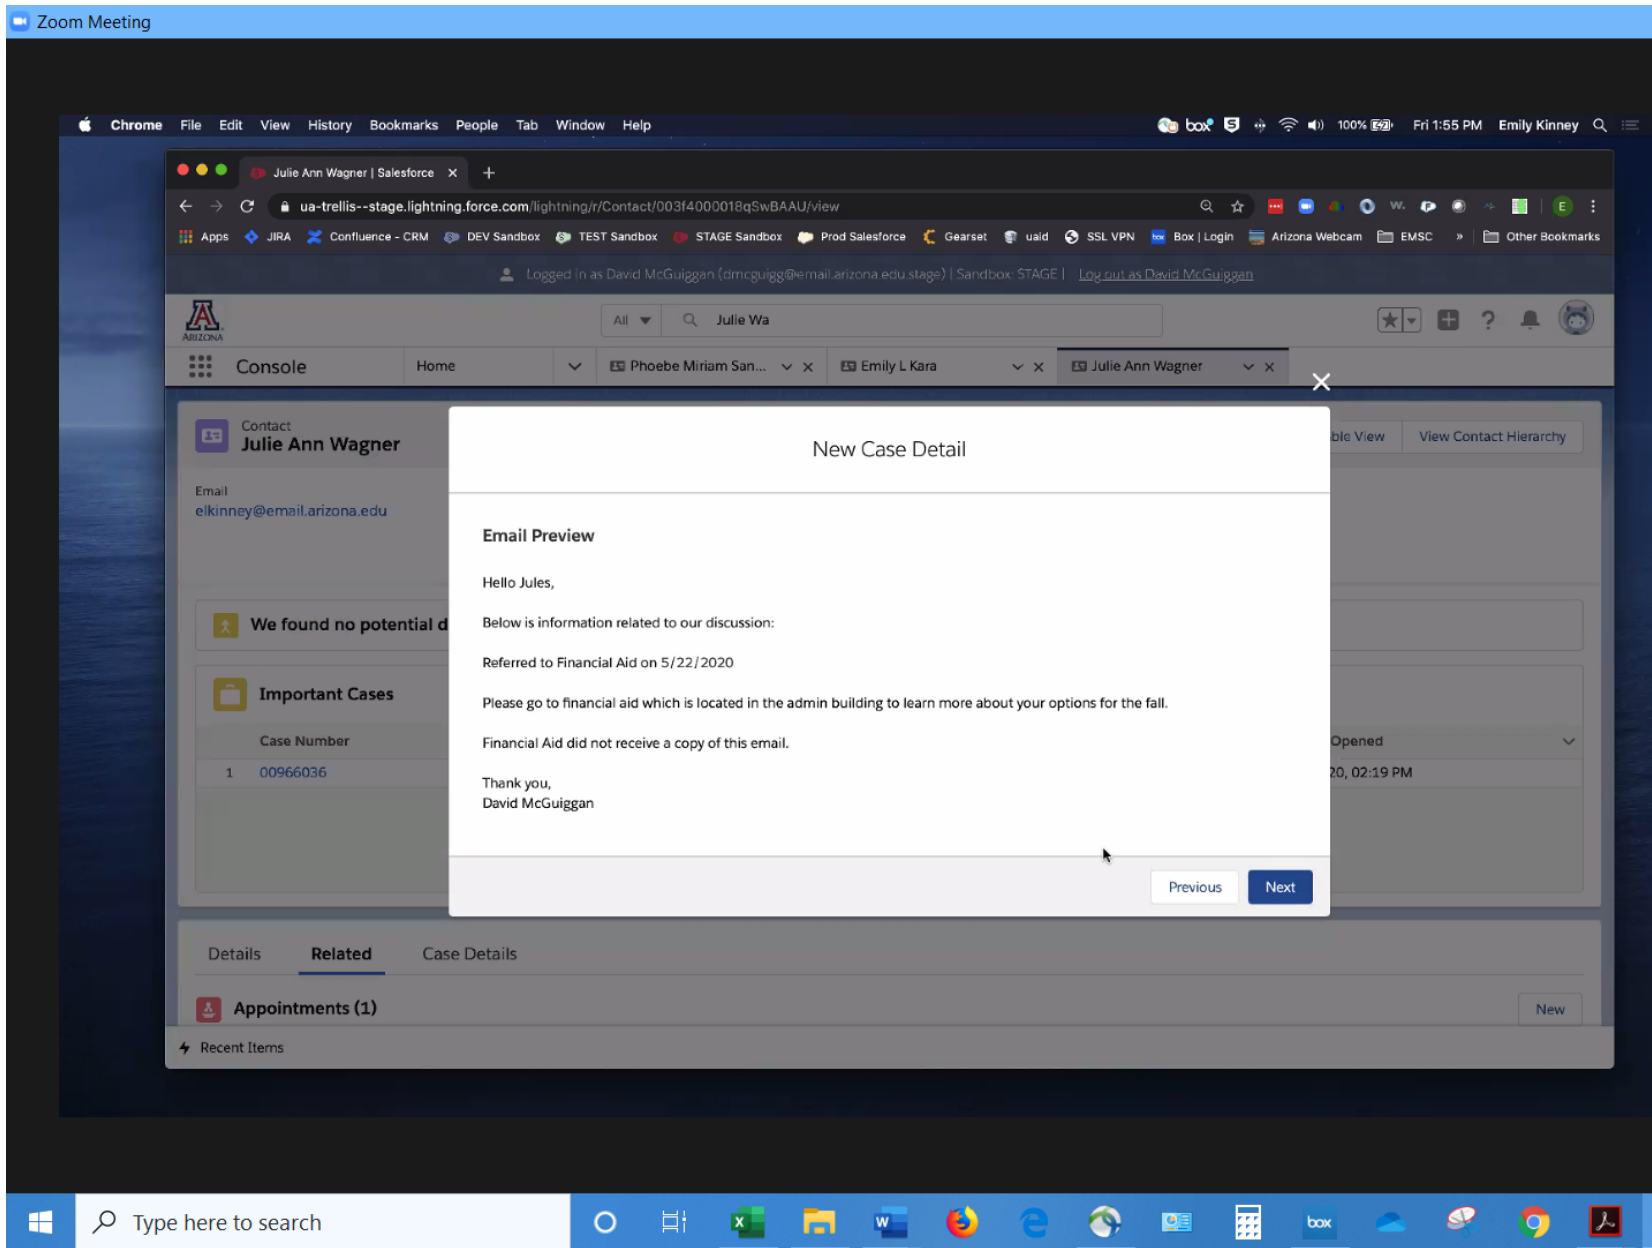 Zoom Meeting
Chrome File Edit View History Bookmarks People Tab Window Help box 100% Fri 1:55 PM Emily Kinney
Julie Ann Wagner | Salesforce
ua-trellis--stage.lightning.force.com/lightning/r/Contact/003f4000018qSwBAAU/view
Apps JIRA Confluence - CRM DEV Sandbox TEST Sandbox STAGE Sandbox Prod Salesforce Gearset uaid SSL VPN Box | Login Arizona Webcam EMSC » Other Bookmarks
Logged in as David McGuiggan (dmcguigg@email.arizona.edu.stage) | Sandbox: STAGE | Log out as David McGuiggan
A
ARIZONA
All Julie Wa
Console Home Phoebe Miriam San... Emily L Kara Julie Ann Wagner
Contact
Julie Ann Wagner
ble View View Contact Hierarchy
Email
elkinney@email.arizona.edu
We found no potential d
Important Cases
Case Number Opened
1 00966036 20, 02:19 PM
New Case Detail
Email Preview
Hello Jules,
Below is information related to our discussion:
Referred to Financial Aid on 5/22/2020
Please go to financial aid which is located in the admin building to learn more about your options for the fall.
Financial Aid did not receive a copy of this email.
Thank you,
David McGuiggan
Previous Next
Details Related Case Details
Appointments (1) New
Recent Items
Type here to search
box